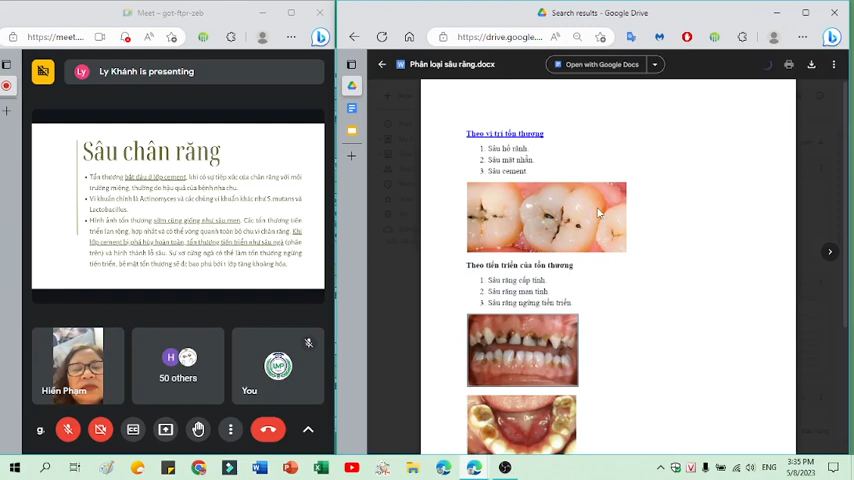 Meet – got-ftpr-zeb
https://meet.
Ly Khánh is presenting
Sâu chân răng
Tổn thương bắt đầu ở lớp cement, khi có sự tiếp xúc của chân răng với môi
trường miệng, thường do hậu quả của bệnh nha chu.
Vi khuẩn chính là Actinomyces và các chủng vi khuẩn khác như S.mutans và
Lactobacillus.
Hình ảnh tổn thương sớm cũng giống như sâu men. Các tổn thương tiến
triển lan rộng, hợp nhất và có thể vòng quanh toàn bộ chu vi chân răng. Khi
lớp cement bị phá hủy hoàn toàn, tổn thương tiến triển như sâu ngà (phần
trên) và hình thành lỗ sâu. Sự xơ cứng ngà có thể làm tổn thương ngừng
tiến triển, bề mặt tổn thương sẽ đc bao phủ bởi 1 lớp tăng khoáng hóa.
Hiền Phạm
H
50 others
LMP
You
g.
Search results - Google Drive
https://drive.google.
Phân loại sâu răng.docx
Open with Google Docs
Theo vị trí tổn thương
1. Sâu hố rãnh.
2. Sâu mặt nhẵn.
3. Sâu cement.
Theo tiến triển của tổn thương
1. Sâu răng cấp tính.
2. Sâu răng mạn tính.
3. Sâu răng ngừng tiến triển.
ENG
3:35 PM
5/8/2023